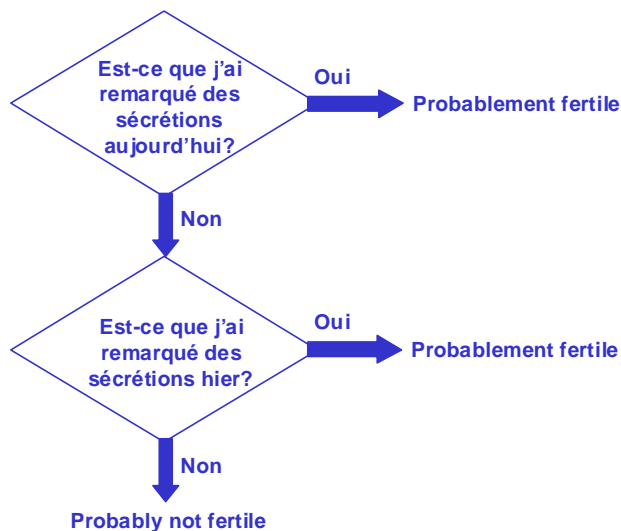 Est-ce que j'ai
remarqué des
sécrétions
aujourd'hui?
Oui
Probablement fertile
Non
Est-ce que j'ai
remarqué des
sécrétions hier?
Oui
Probablement fertile
Non
Probably not fertile